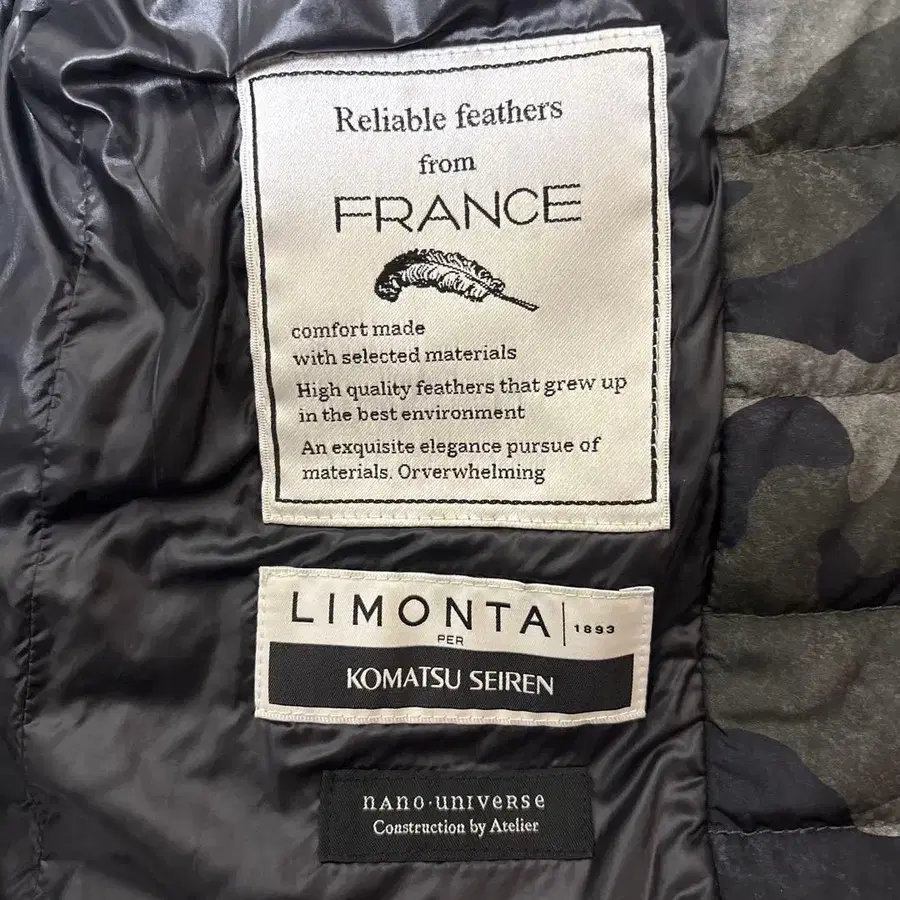 Reliable feathers
from
FRANCE
comfort made
with selected materials
High quality feathers that grew up
in the best environment
An exquisite elegance pursue of
materials. Orverwhelming
LIMONTA 1893
PER
KOMATSU SEIREN
nano·universe
Construction by Atelier